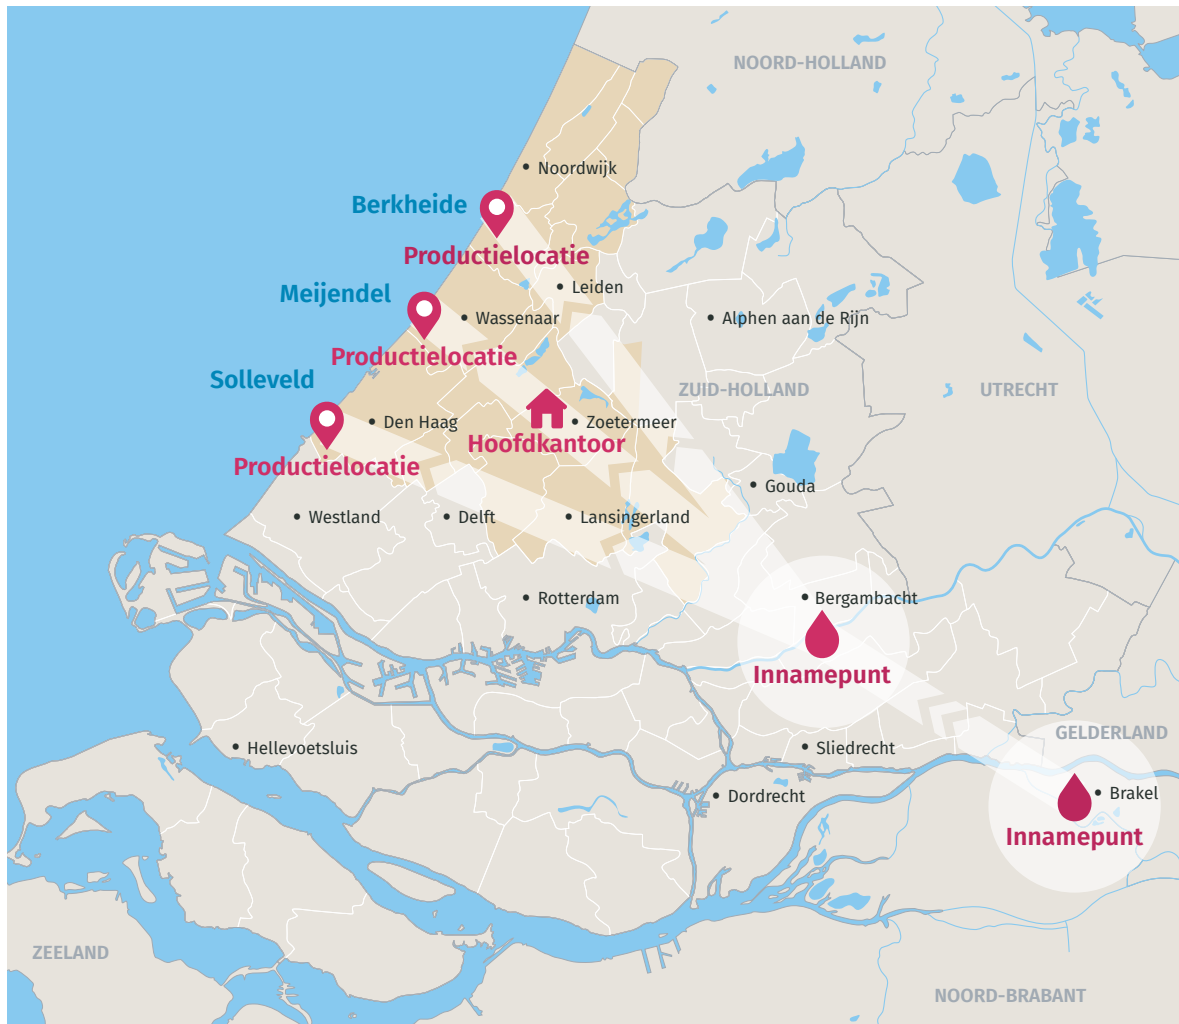 NOORD-HOLLAND
Noordwijk
Berkheide
Productielocatie
Leiden
Meijendel
Wassenaar
Alphen aan de Rijn
Productielocatie
Solleveld
ZUID-HOLLAND
UTRECHT
Den Haag
Zoetermeer
Hoofdkantoor
Productielocatie
Gouda
Westland
Delft
Lansingerland
Rotterdam
Bergambacht
Innamepunt
GELDERLAND
Hellevoetsluis
Sliedrecht
Dordrecht
Brakel
Innamepunt
ZEELAND
NOORD-BRABANT